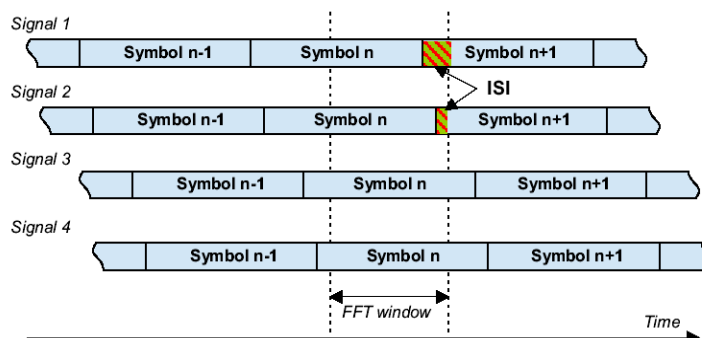 Signal 1
Symbol n-1 Symbol n Symbol n+1
ISI
Signal 2
Symbol n-1 Symbol n Symbol n+1
Signal 3
Symbol n-1 Symbol n Symbol n+1
Signal 4
Symbol n-1 Symbol n Symbol n+1
FFT window
Time